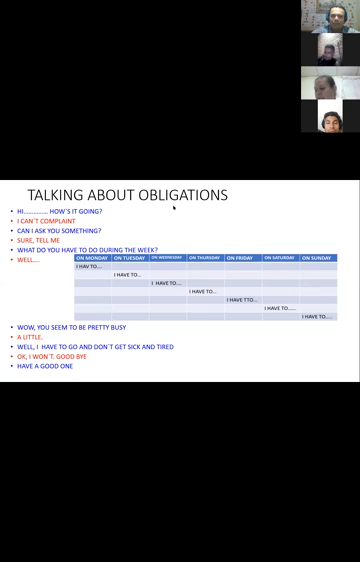 TALKING ABOUT OBLIGATIONS
HI.............. HOW´S IT GOING?
I CAN´T COMPLAINT
CAN I ASK YOU SOMETHING?
SURE, TELL ME
WHAT DO YOU HAVE TO DO DURING THE WEEK?
WELL....
ON MONDAY ON TUESDAY ON WEDNESDAY ON THURSDAY ON FRIDAY ON SATURDAY ON SUNDAY
I HAV TO....
I HAVE TO...
I HAVE TO....
I HAVE TO...
I HAVE TTO...
I HAVE TO......
I HAVE TO.....
WOW, YOU SEEM TO BE PRETTY BUSY
A LITTLE.
WELL, I HAVE TO GO AND DON´T GET SICK AND TIRED
OK, I WON´T. GOOD BYE
HAVE A GOOD ONE